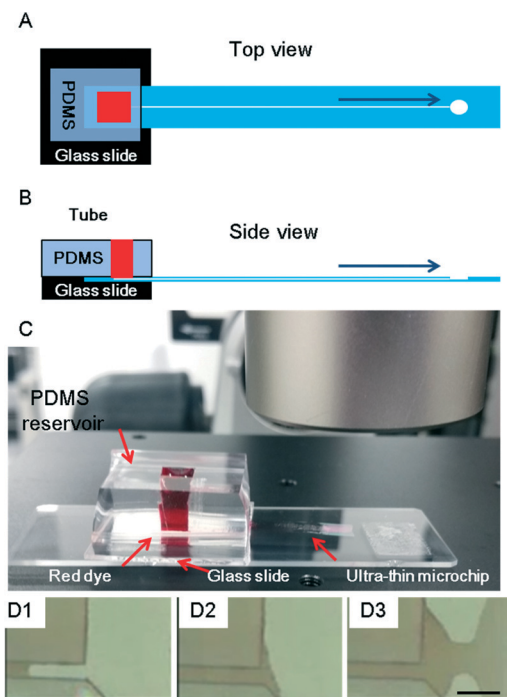 A
Top view
PDMS
Glass slide
B
Tube
Side view
PDMS
Glass slide
C
PDMS
reservoir
Red dye
Glass slide
Ultra-thin microchip
D1
D2
D3